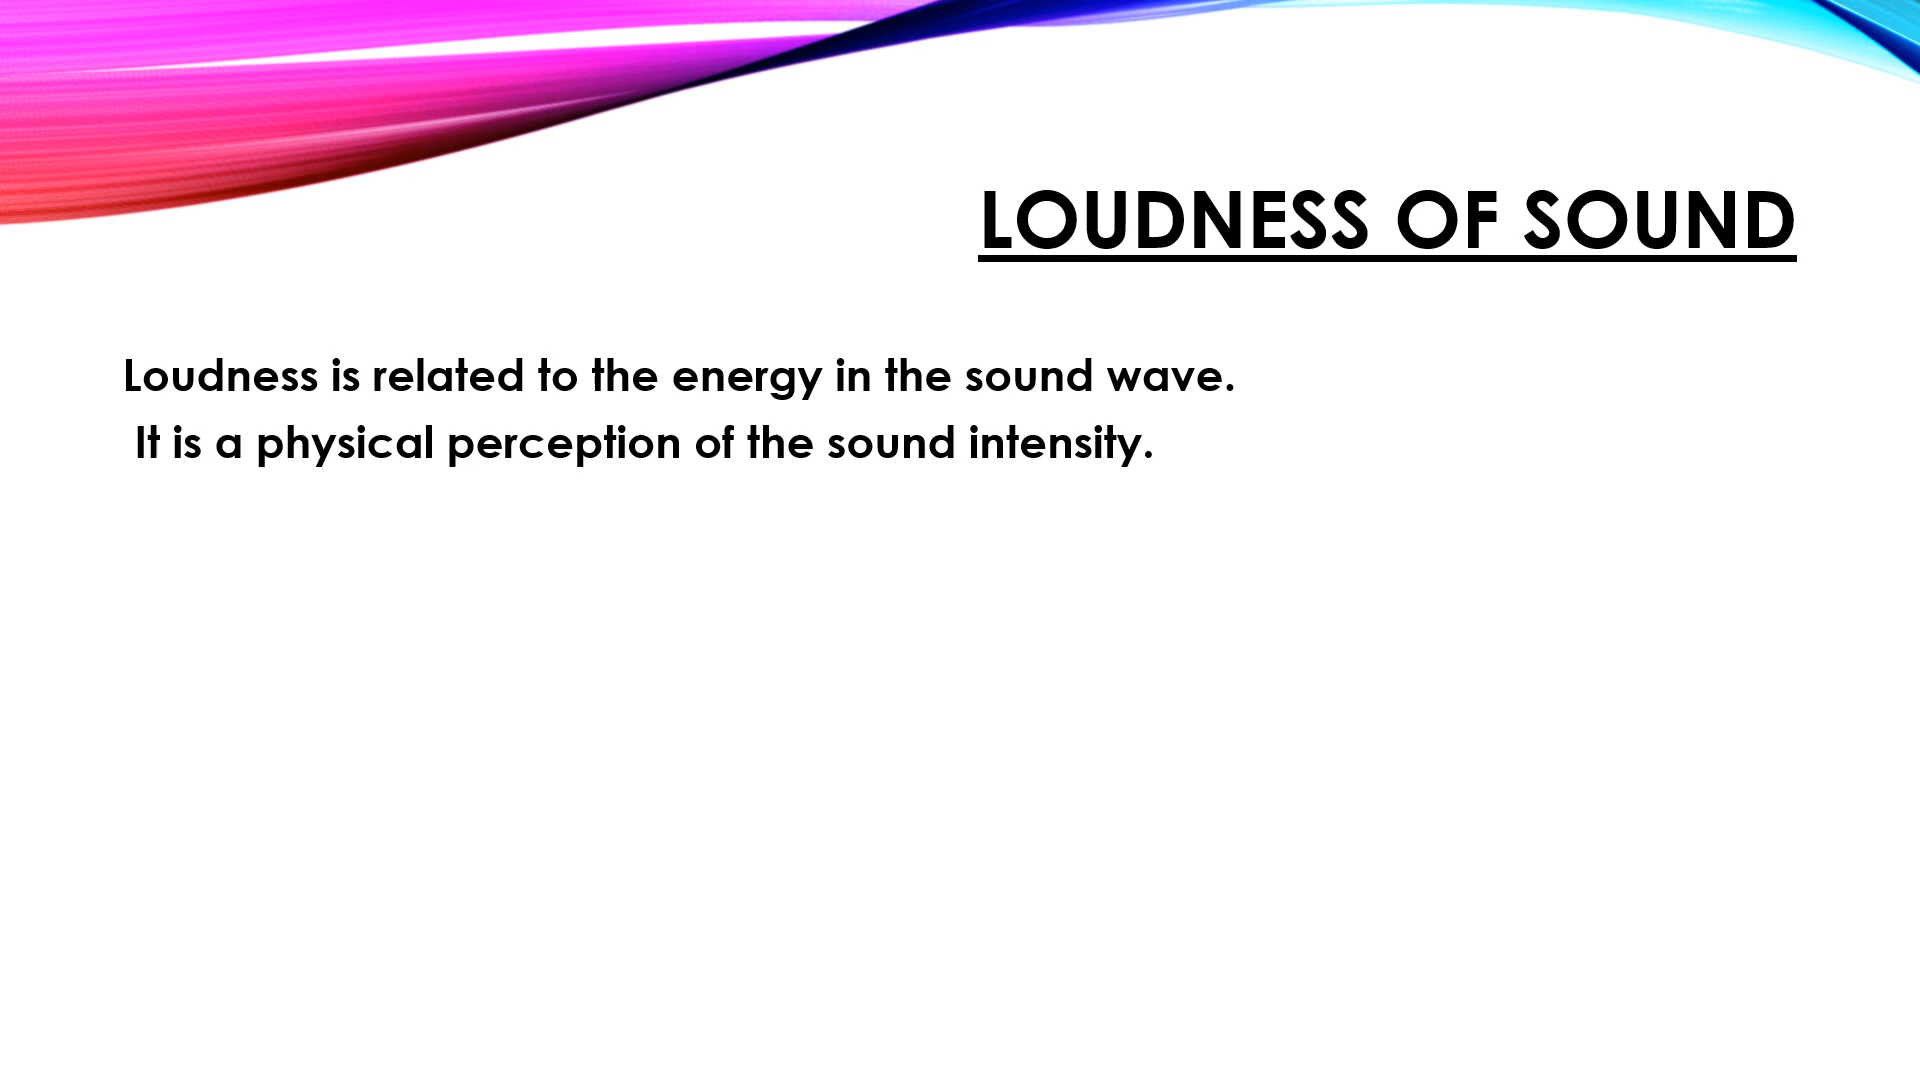 LOUDNESS OF SOUND
Loudness is related to the energy in the sound wave.
It is a physical perception of the sound intensity.